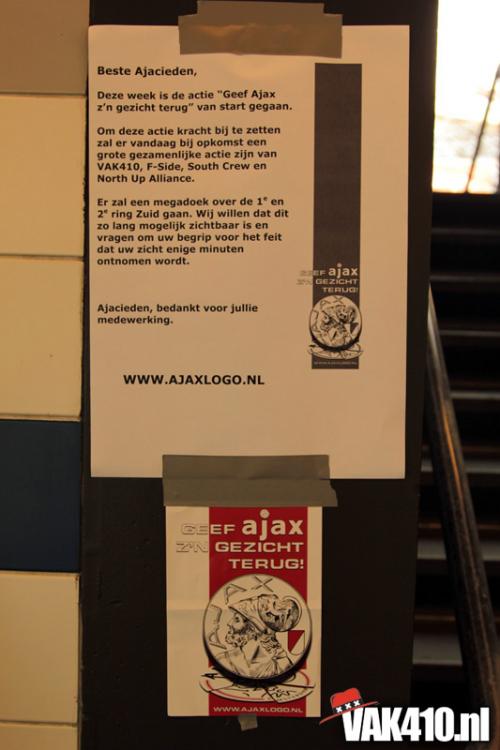 Beste Ajacieden,
Deze week is de actie "Geef Ajax
z'n gezicht terug" van start gegaan.
Om deze actie kracht bij te zetten
zal er vandaag bij opkomst een
grote gezamenlijke actie zijn van
VAK410, F-Side, South Crew en
North Up Alliance.
Er zal een megadoek over de 1e en
2e ring Zuid gaan. Wij willen dat dit
zo lang mogelijk zichtbaar is en
vragen om uw begrip voor het feit
dat uw zicht enige minuten
ontnomen wordt.
Ajacieden, bedankt voor jullie
medewerking.
WWW.AJAXLOGO.NL
GEEF ajax
Z'N GEZICHT
TERUG!
GEEF ajax
Z'N GEZICHT
TERUG!
AJAX
WWW.AJAXLOGO.NL
VAK410.nl